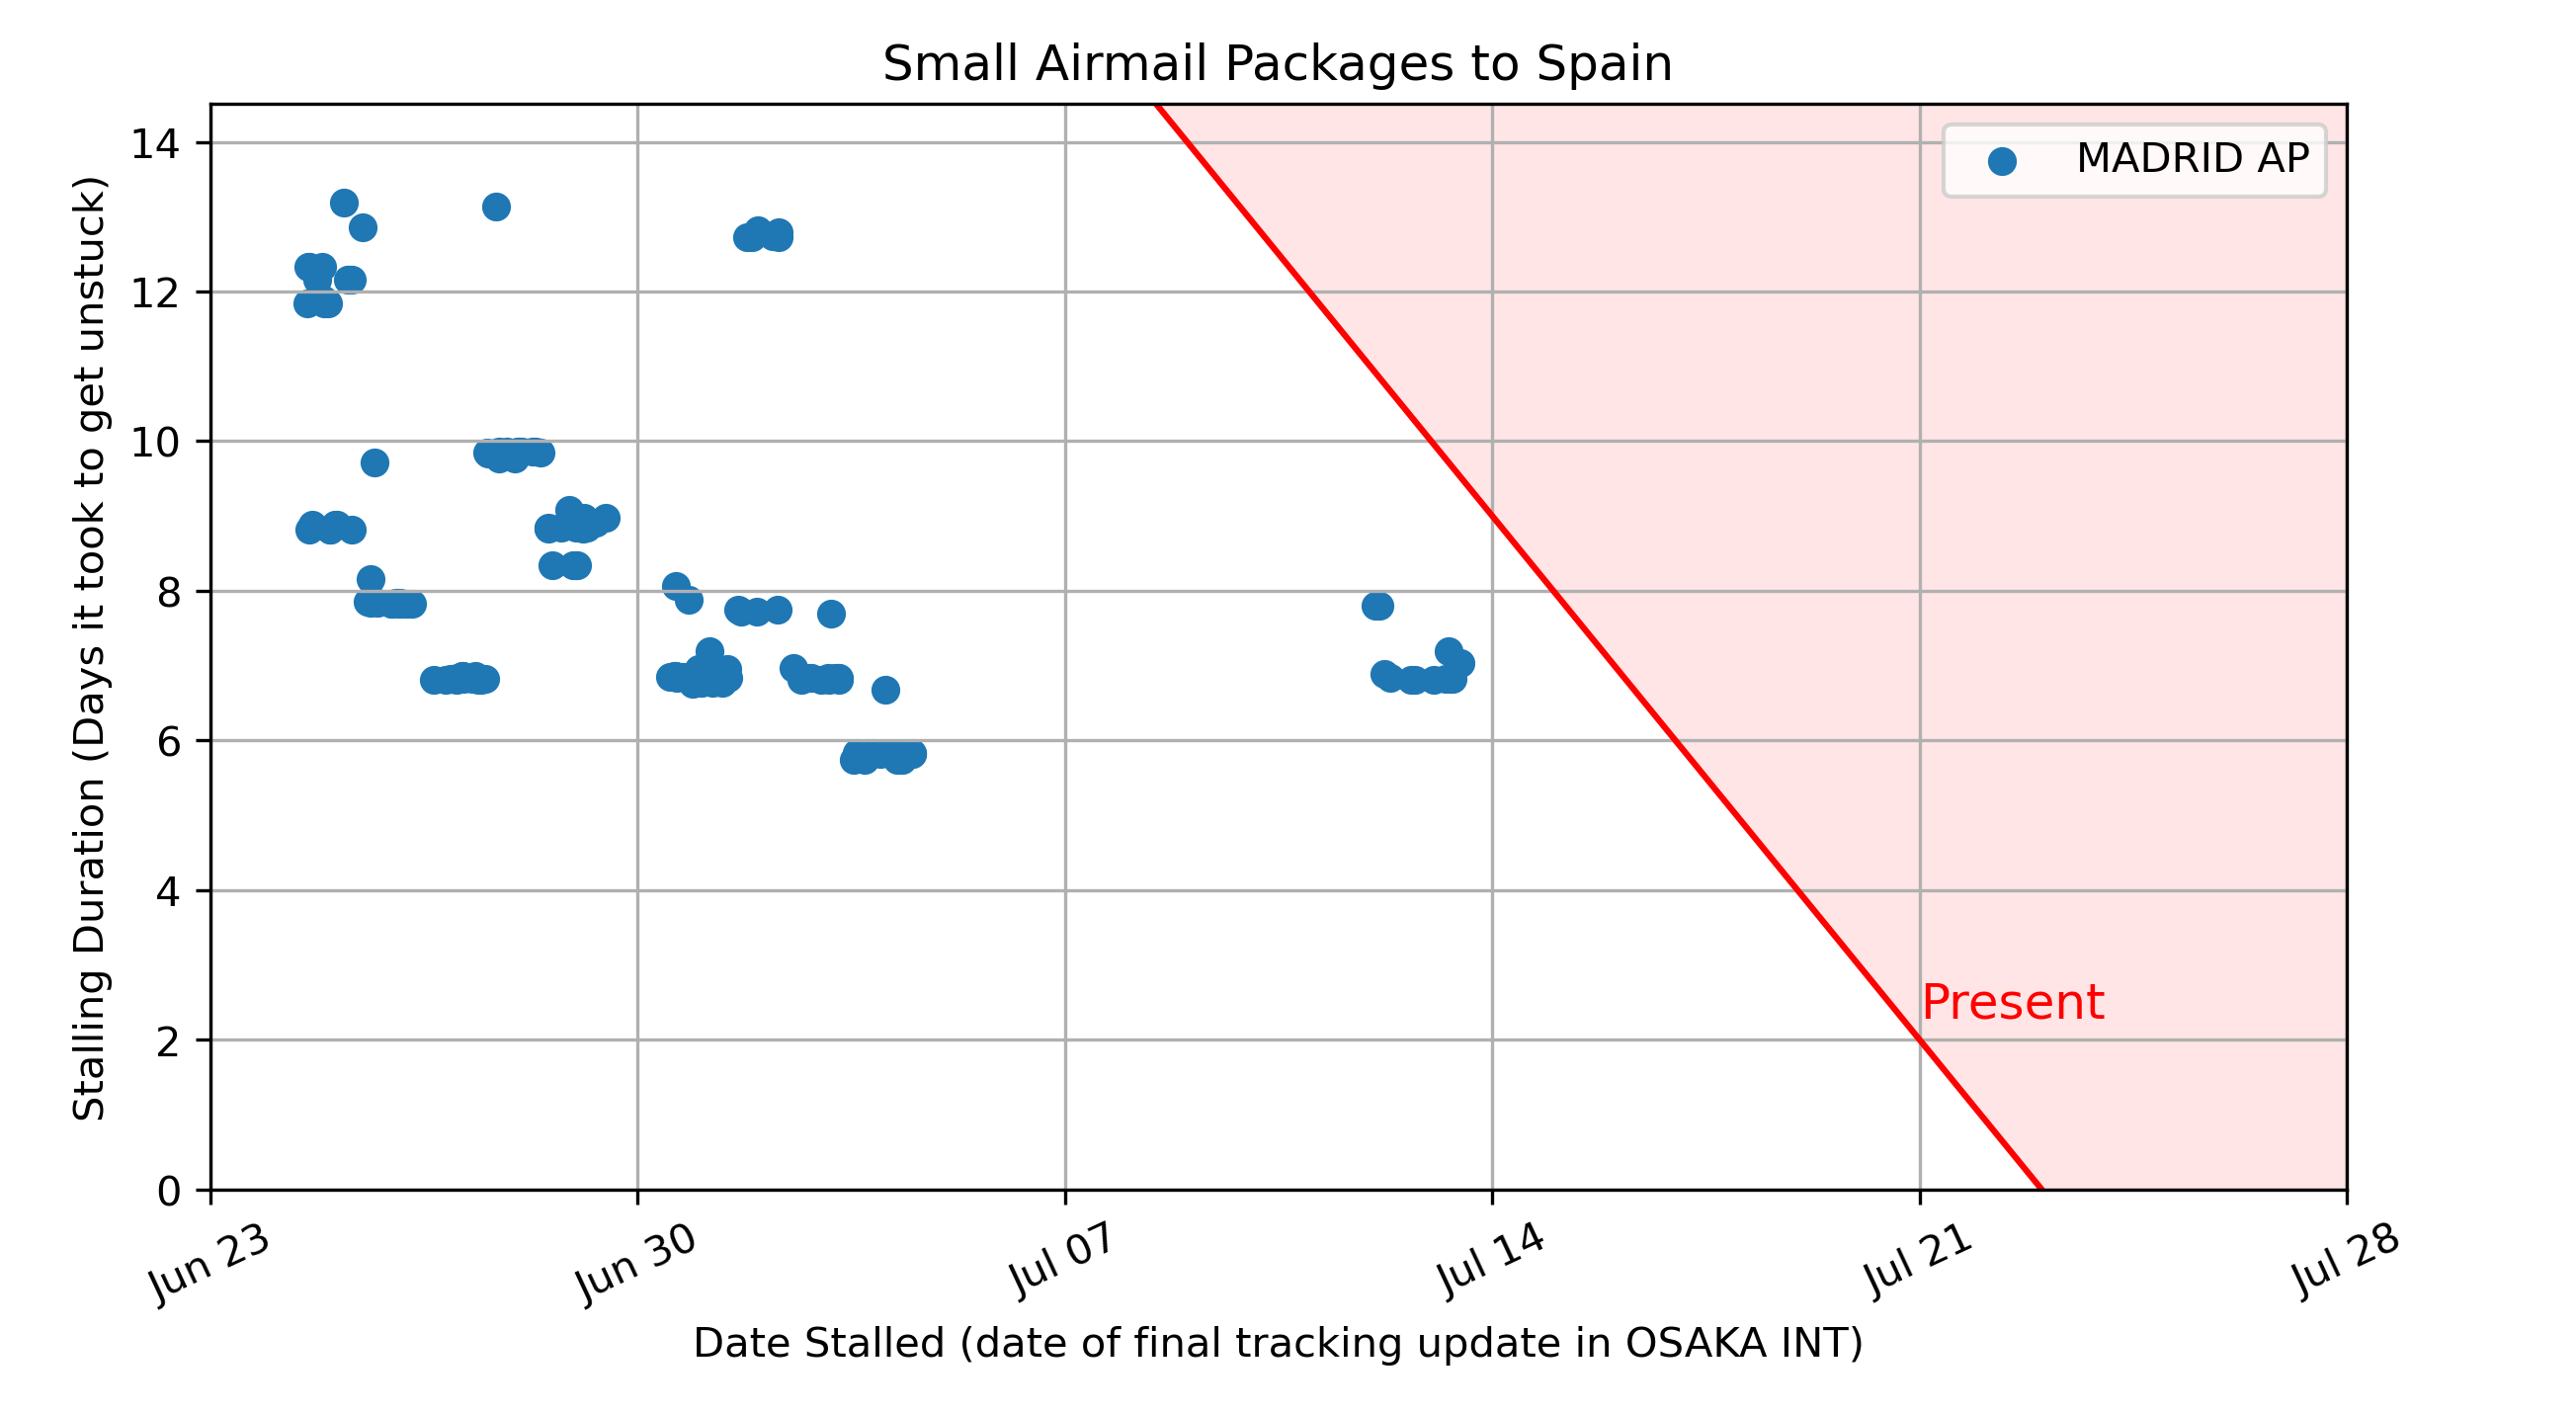 Small Airmail Packages to Spain
MADRID AP
Stalling Duration (Days it took to get unstuck)
14
12
10
8
6
4
2
0
Present
Jun 23
Jun 30
Jul 07
Jul 14
Jul 21
Jul 28
Date Stalled (date of final tracking update in OSAKA INT)